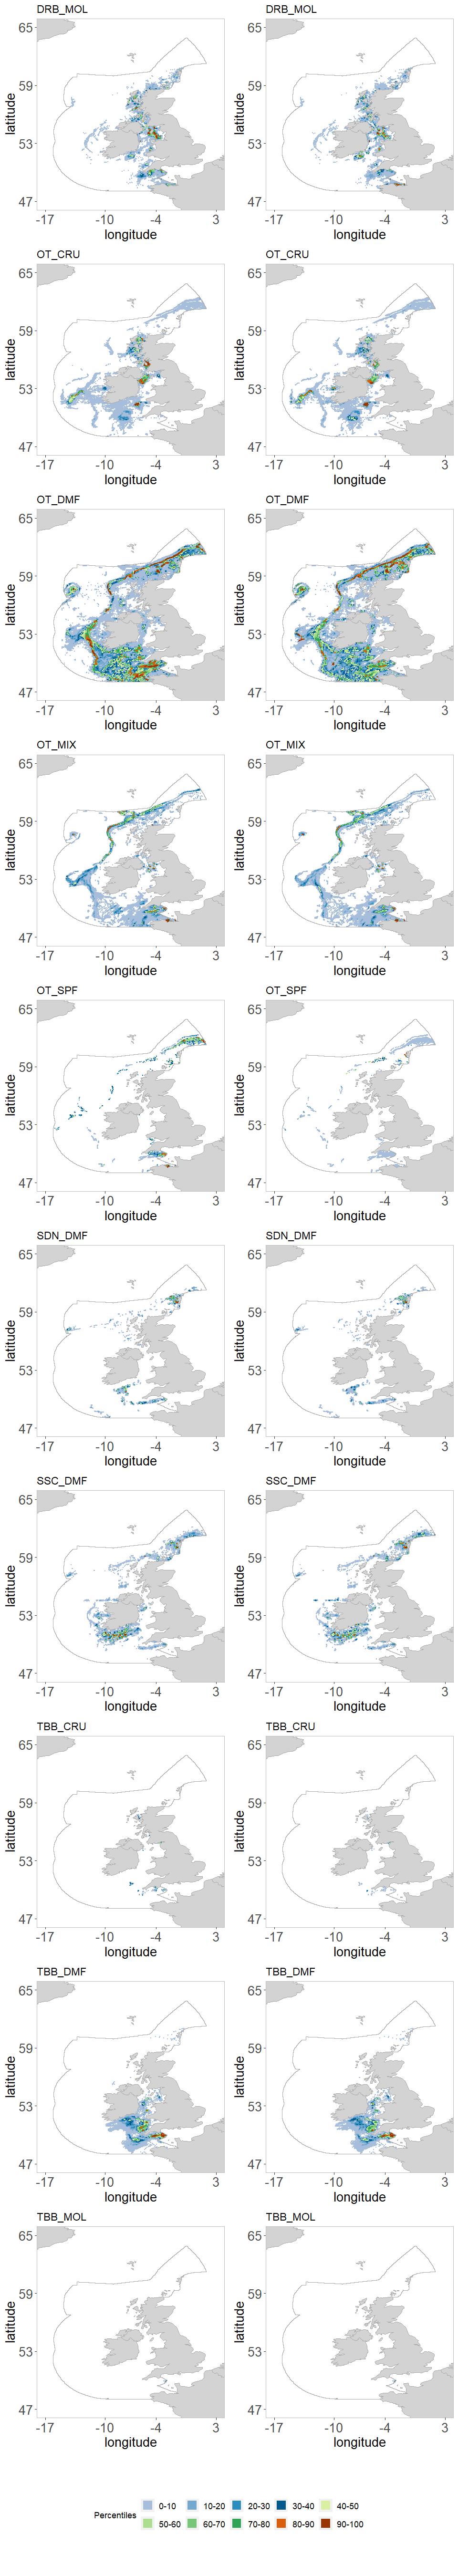 DRB_MOL DRB_MOL
65 65
59 59
53 53
47 47
latitude latitude
-17 -10 -4 3 -17 -10 -4 3
longitude longitude
OT_CRU OT_CRU
65 65
59 59
53 53
47 47
latitude latitude
-17 -10 -4 3 -17 -10 -4 3
longitude longitude
OT_DMF OT_DMF
65 65
59 59
53 53
47 47
latitude latitude
-17 -10 -4 3 -17 -10 -4 3
longitude longitude
OT_MIX OT_MIX
65 65
59 59
53 53
47 47
latitude latitude
-17 -10 -4 3 -17 -10 -4 3
longitude longitude
OT_SPF OT_SPF
65 65
59 59
53 53
47 47
latitude latitude
-17 -10 -4 3 -17 -10 -4 3
longitude longitude
SDN_DMF SDN_DMF
65 65
59 59
53 53
47 47
latitude latitude
-17 -10 -4 3 -17 -10 -4 3
longitude longitude
SSC_DMF SSC_DMF
65 65
59 59
53 53
47 47
latitude latitude
-17 -10 -4 3 -17 -10 -4 3
longitude longitude
TBB_CRU TBB_CRU
65 65
59 59
53 53
47 47
latitude latitude
-17 -10 -4 3 -17 -10 -4 3
longitude longitude
TBB_DMF TBB_DMF
65 65
59 59
53 53
47 47
latitude latitude
-17 -10 -4 3 -17 -10 -4 3
longitude longitude
TBB_MOL TBB_MOL
65 65
59 59
53 53
47 47
latitude latitude
-17 -10 -4 3 -17 -10 -4 3
longitude longitude
Percentiles
0-10 10-20 20-30 30-40 40-50
50-60 60-70 70-80 80-90 90-100